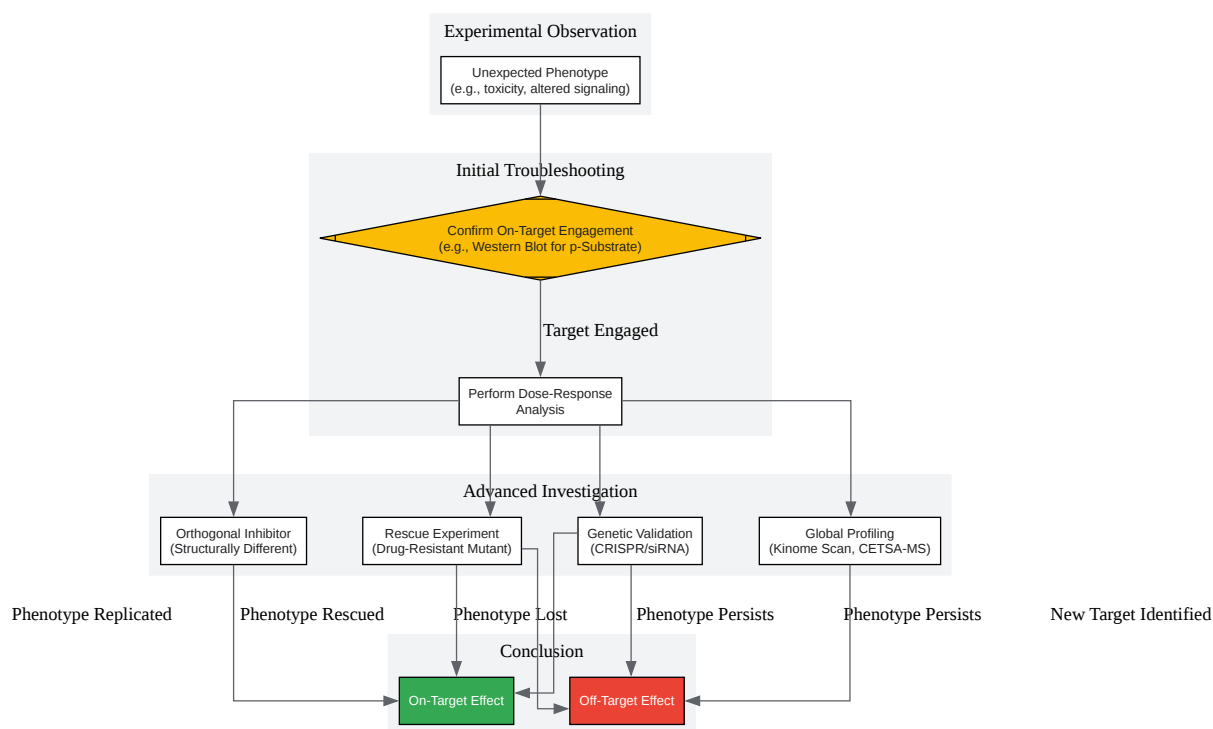 Experimental Observation
Unexpected Phenotype
(e.g., toxicity, altered signaling)
Initial Troubleshooting
Confirm On-Target Engagement
(e.g., Western Blot for p-Substrate)
Target Engaged
Perform Dose-Response
Analysis
Advanced Investigation
Orthogonal Inhibitor
(Structurally Different)
Rescue Experiment
(Drug-Resistant Mutant)
Genetic Validation
(CRISPR/siRNA)
Global Profiling
(Kinome Scan, CETSA-MS)
Phenotype Replicated
Phenotype Rescued
Phenotype Lost
Phenotype Persists
Phenotype Persists
New Target Identified
Conclusion
On-Target Effect
Off-Target Effect